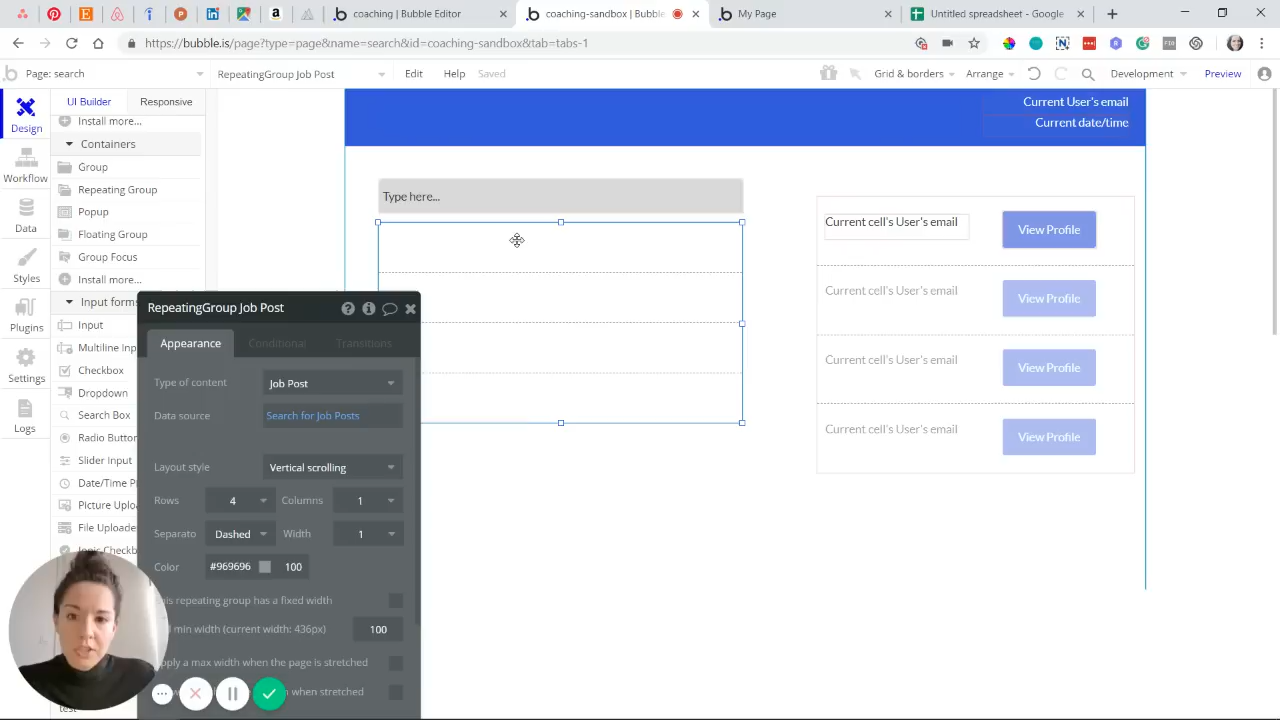 coaching | Bubble Editor
coaching-sandbox | Bubble
My Page
Untitled spreadsheet - Google
https://bubble.is/page?type=page&name=search&id=coaching-sandbox&tab=tabs-1
Page: search
RepeatingGroup Job Post
Edit
Help
Saved
Grid & borders
Arrange
Development
Preview
UI Builder
Responsive
Design
Workflow
Data
Styles
Plugins
Settings
Logs
Install more...
Containers
Group
Repeating Group
Popup
Floating Group
Group Focus
Install more...
Input forms
Input
Multiline Inp
Checkbox
Dropdown
Search Box
Radio Button
Slider Input
Date/Time Pi
Picture Uploa
File Uploade
Ionic Checkb
test
Current User's email
Current date/time
Type here...
Current cell's User's email
View Profile
Current cell's User's email
View Profile
Current cell's User's email
View Profile
Current cell's User's email
View Profile
RepeatingGroup Job Post
Appearance
Conditional
Transitions
Type of content
Job Post
Data source
Search for Job Posts
Layout style
Vertical scrolling
Rows
4
Columns
1
Separato
Dashed
Width
1
Color
#969696
100
his repeating group has a fixed width
min width (current width: 436px)
100
pply a max width when the page is stretched
when stretched